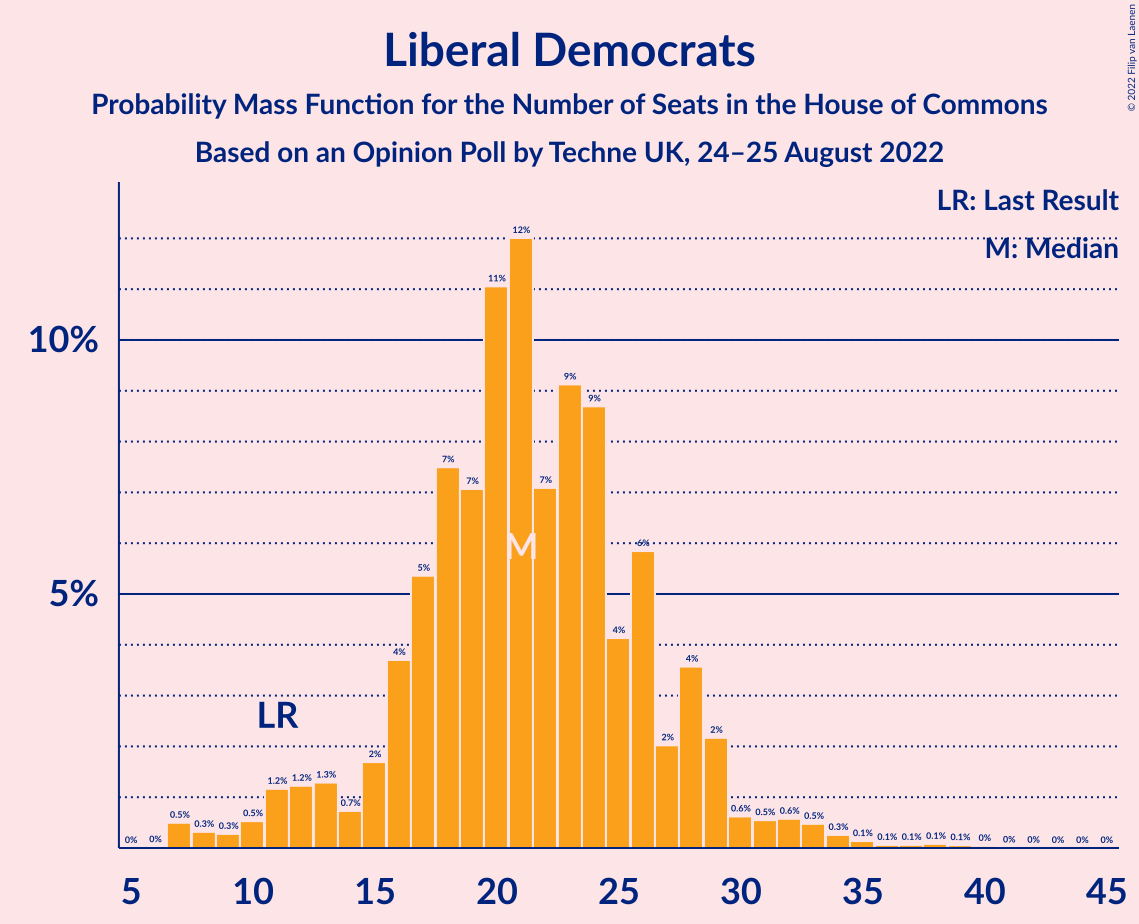 © 2022 Filip van Laenen
Liberal Democrats
Probability Mass Function for the Number of Seats in the House of Commons
Based on an Opinion Poll by Techne UK, 24–25 August 2022
LR: Last Result
M: Median
10%
5%
LR
M
0% 0% 0.5% 0.3% 0.3% 0.5% 1.2% 1.2% 1.3% 0.7% 2% 4% 5% 7% 7% 11% 12% 7% 9% 9% 4% 6% 2% 4% 2% 0.6% 0.5% 0.6% 0.5% 0.3% 0.1% 0.1% 0.1% 0.1% 0.1% 0% 0% 0% 0% 0% 0%
5 10 15 20 25 30 35 40 45